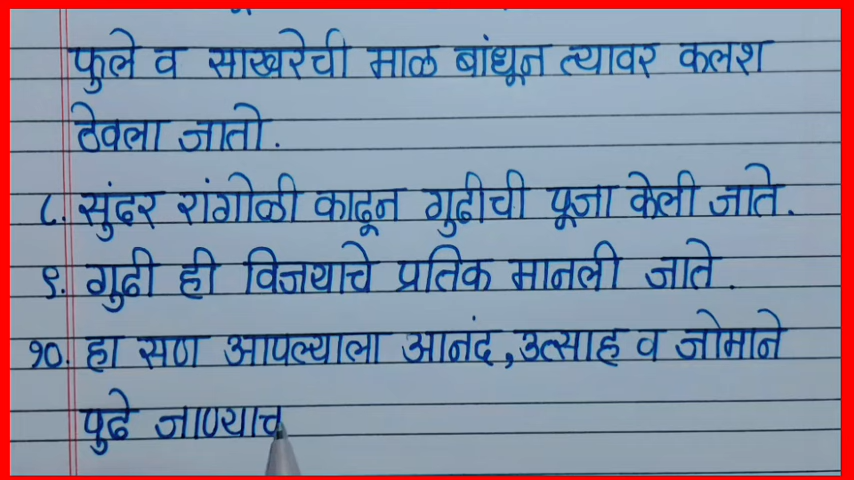 फुले व साखरेची माळ बांधून त्यावर कलश
ठेवला जातो.
८. सुंदर रांगोळी काढून गुढीची पूजा केली जाते.
९. गुढी ही विजयाचे प्रतिक मानली जाते.
१०. हा सण आपल्याला आनंद, उत्साह व जोमाने
पुढे जाण्याच